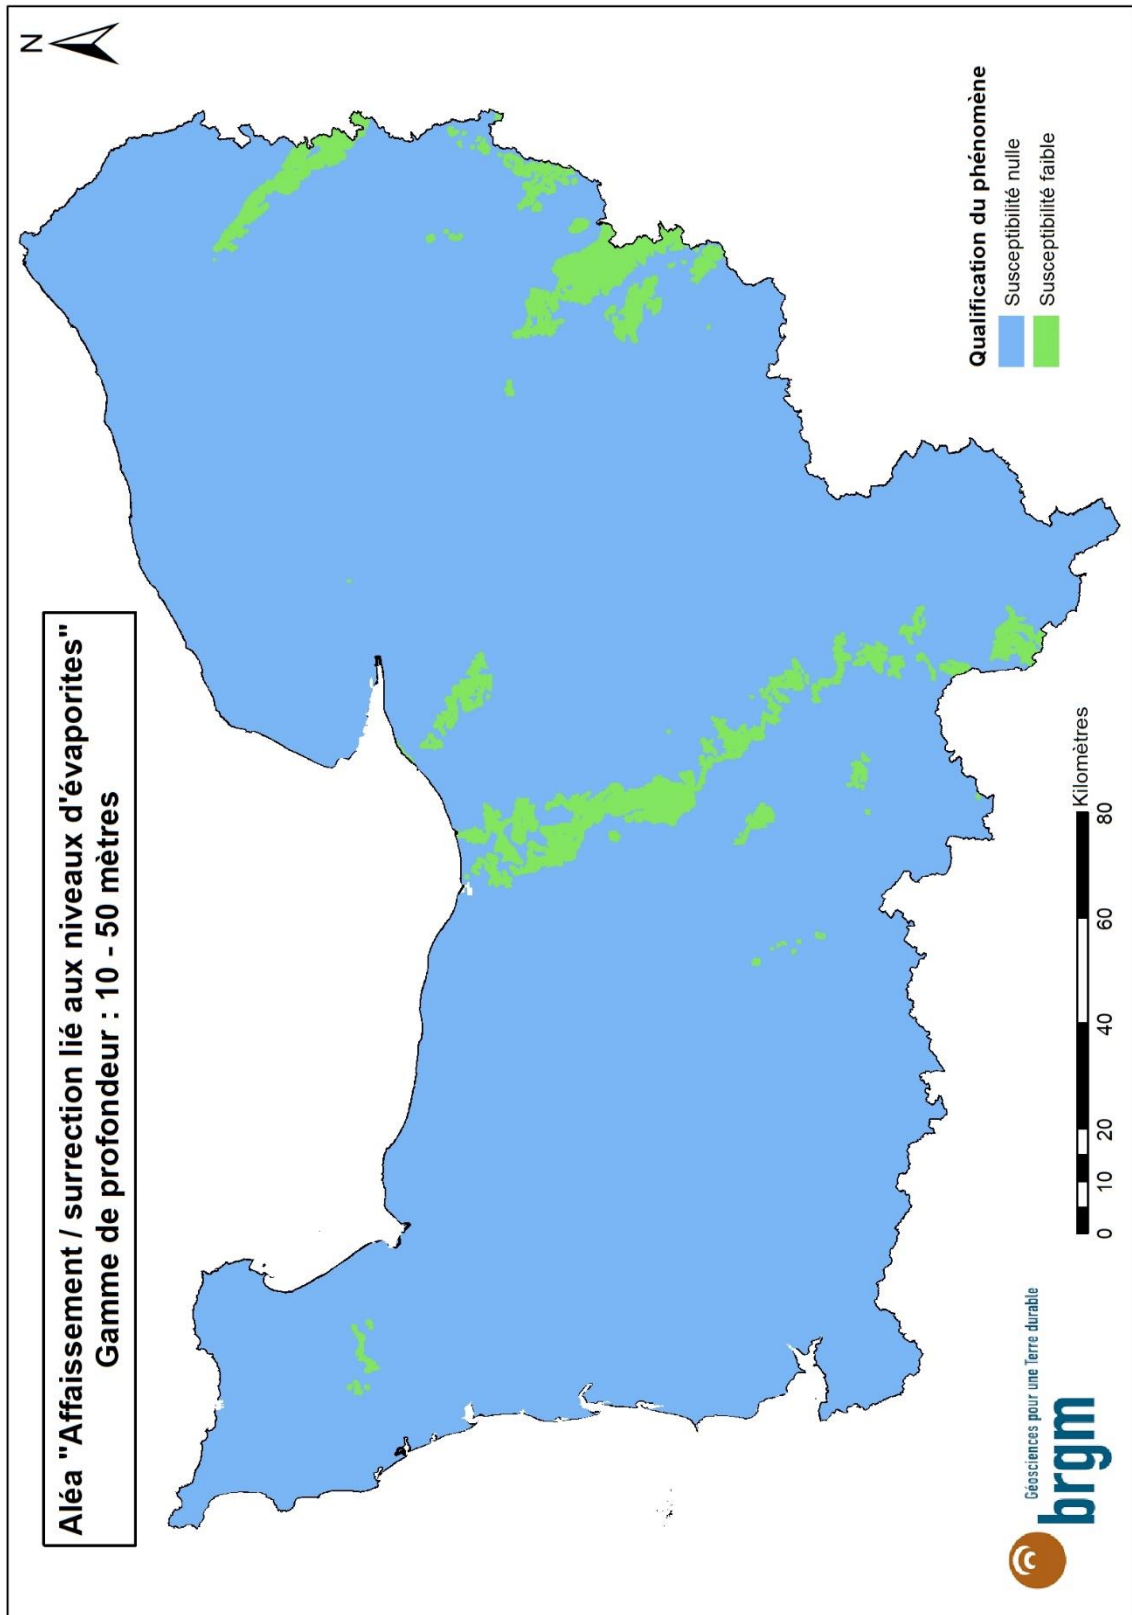 Aléa "Affaissement / surrection lié aux niveaux d'évaporites"
Gamme de profondeur : 10 - 50 mètres
N
Qualification du phénomène
Susceptibilité nulle
Susceptibilité faible
Géosciences pour une Terre durable
brgm
0 10 20 40 60 80
Kilomètres